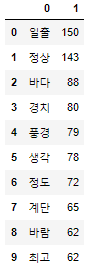 0 1
0 일출 150
1 정상 143
2 바다 88
3 경치 80
4 풍경 79
5 생각 78
6 정도 72
7 계단 65
8 바람 62
9 최고 62